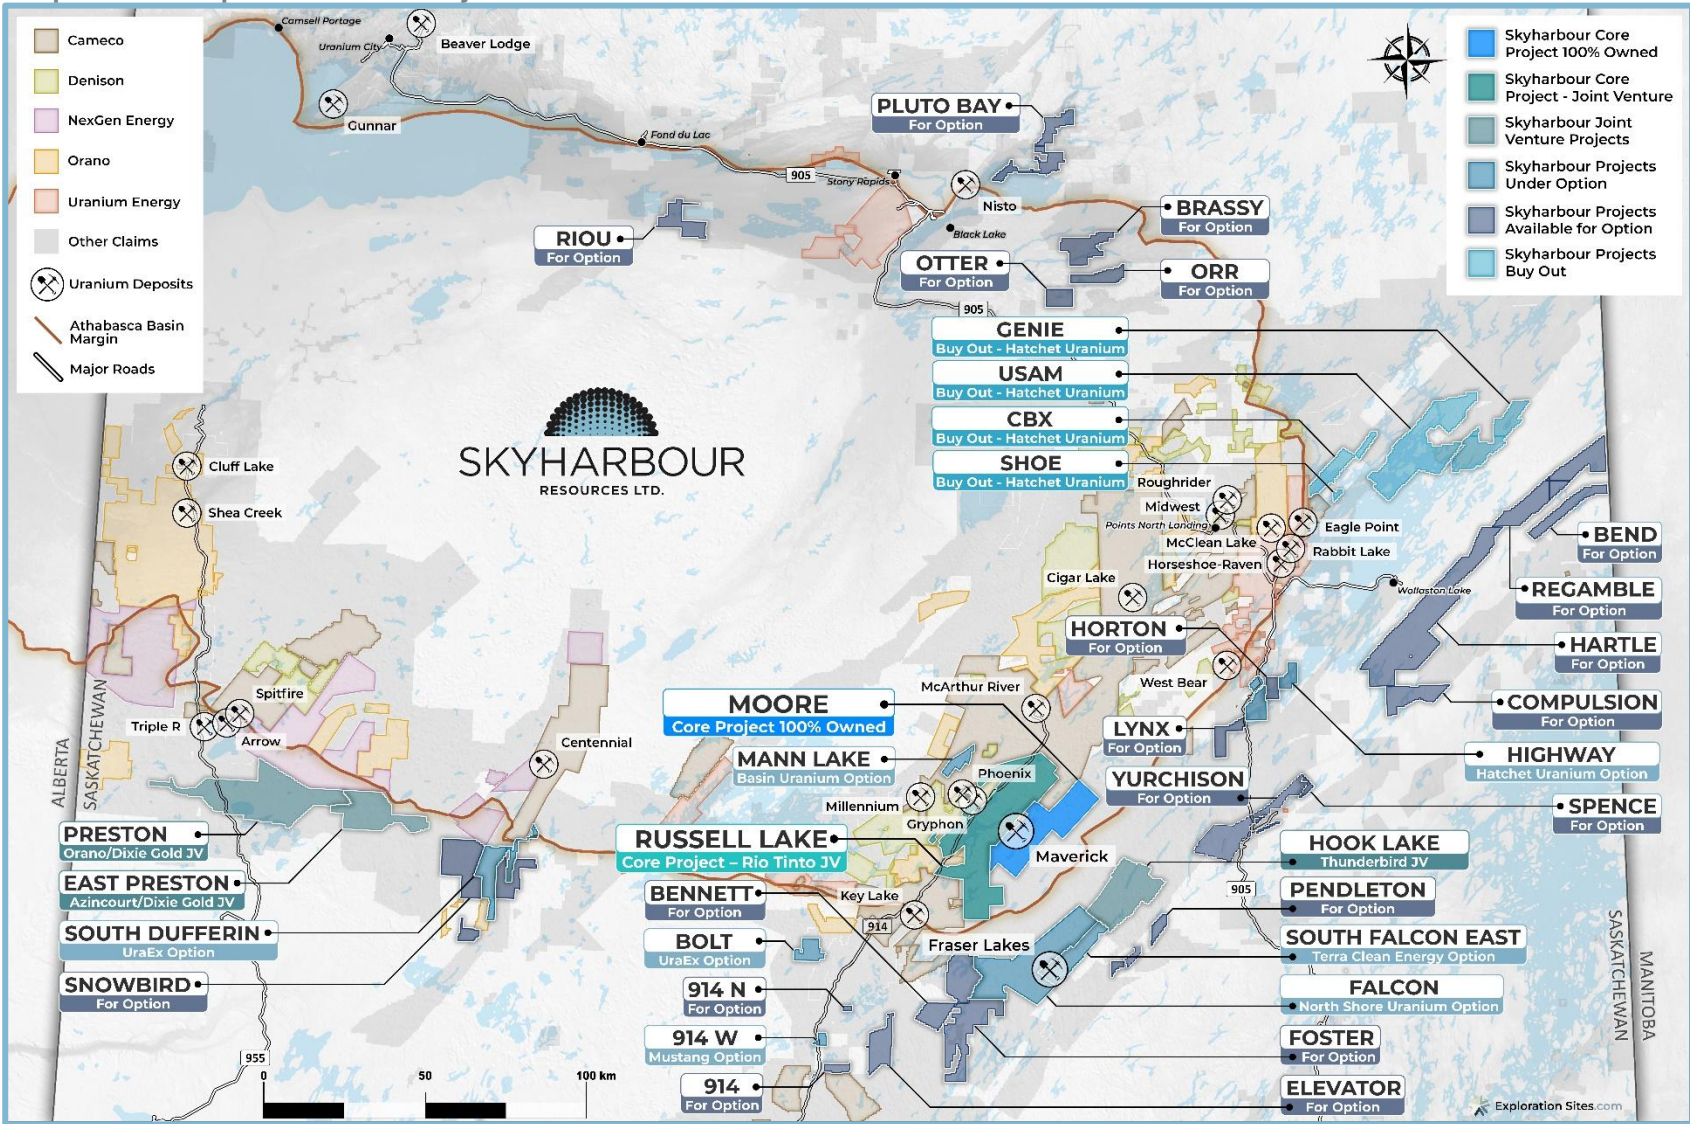 Cameco
Denison
NexGen Energy
Orano
Uranium Energy
Other Claims
Uranium Deposits
Athabasca Basin
Margin
Major Roads
Skyharbour Core
Project 100% Owned
Skyharbour Core
Project - Joint Venture
Skyharbour Joint
Venture Projects
Skyharbour Projects
Under Option
Skyharbour Projects
Available for Option
Skyharbour Projects
Buy Out
Camsell Portage
Uranium City
Beaver Lodge
Gunnar
Fond du Lac
905
Stony Rapids
PLUTO BAY
For Option
Nisto
Black Lake
RIOU
For Option
BRASSY
For Option
OTTER
For Option
ORR
For Option
905
GENIE
Buy Out - Hatchet Uranium
USAM
Buy Out - Hatchet Uranium
CBX
Buy Out - Hatchet Uranium
SHOE
Buy Out - Hatchet Uranium
SKYHARBOUR
RESOURCES LTD.
Cluff Lake
Shea Creek
Roughrider
Midwest
Points North Landing
McClean Lake
Horseshoe-Raven
Eagle Point
Rabbit Lake
Cigar Lake
Wollaston Lake
BEND
For Option
REGAMBLE
For Option
HARTLE
For Option
COMPULSION
For Option
HORTON
For Option
West Bear
LYNX
For Option
HIGHWAY
Hatchet Uranium Option
YURCHISON
For Option
SPENCE
For Option
McArthur River
MOORE
Core Project 100% Owned
MANN LAKE
Basin Uranium Option
Phoenix
Millennium
Gryphon
RUSSELL LAKE
Core Project – Rio Tinto JV
Maverick
Spitfire
Triple R
Arrow
Centennial
ALBERTA
SASKATCHEWAN
PRESTON
Orano/Dixie Gold JV
EAST PRESTON
Azincourt/Dixie Gold JV
SOUTH DUFFERIN
UraEx Option
SNOWBIRD
For Option
BENNETT
For Option
Key Lake
914
BOLT
UraEx Option
914 N
For Option
914 W
Mustang Option
914
For Option
Fraser Lakes
HOOK LAKE
Thunderbird JV
905
PENDLETON
For Option
SOUTH FALCON EAST
Terra Clean Energy Option
FALCON
North Shore Uranium Option
FOSTER
For Option
ELEVATOR
For Option
SASKATCHEWAN
MANITOBA
955
0
50
100 km
Exploration Sites.com